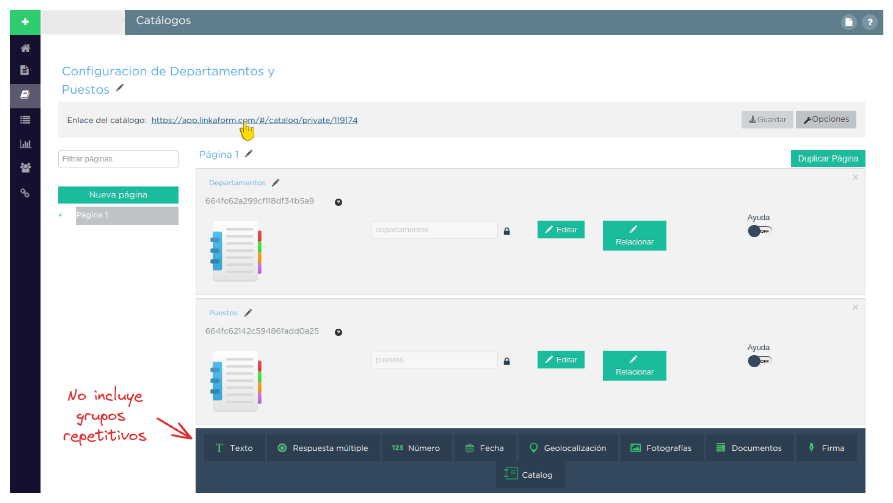 Catálogos
?
Configuracion de Departamentos y
Puestos
Enlace del catálogo: https://app.linkaform.com/#/catalog/private/119174
Guardar
Opciones
Filtrar páginas
Página 1
Duplicar Página
Nueva página
× Página 1
Departamentos
664fc62a299cf118df34b5a9
departamentos
Editar
Relacionar
Ayuda
OFF
Puestos
664fc62142c59486fadd0a25
puestos
Editar
Relacionar
Ayuda
OFF
No incluye
grupos
repetitivos
T Texto
Respuesta múltiple
123 Número
Fecha
Geolocalización
Fotografías
Documentos
Firma
Catalog